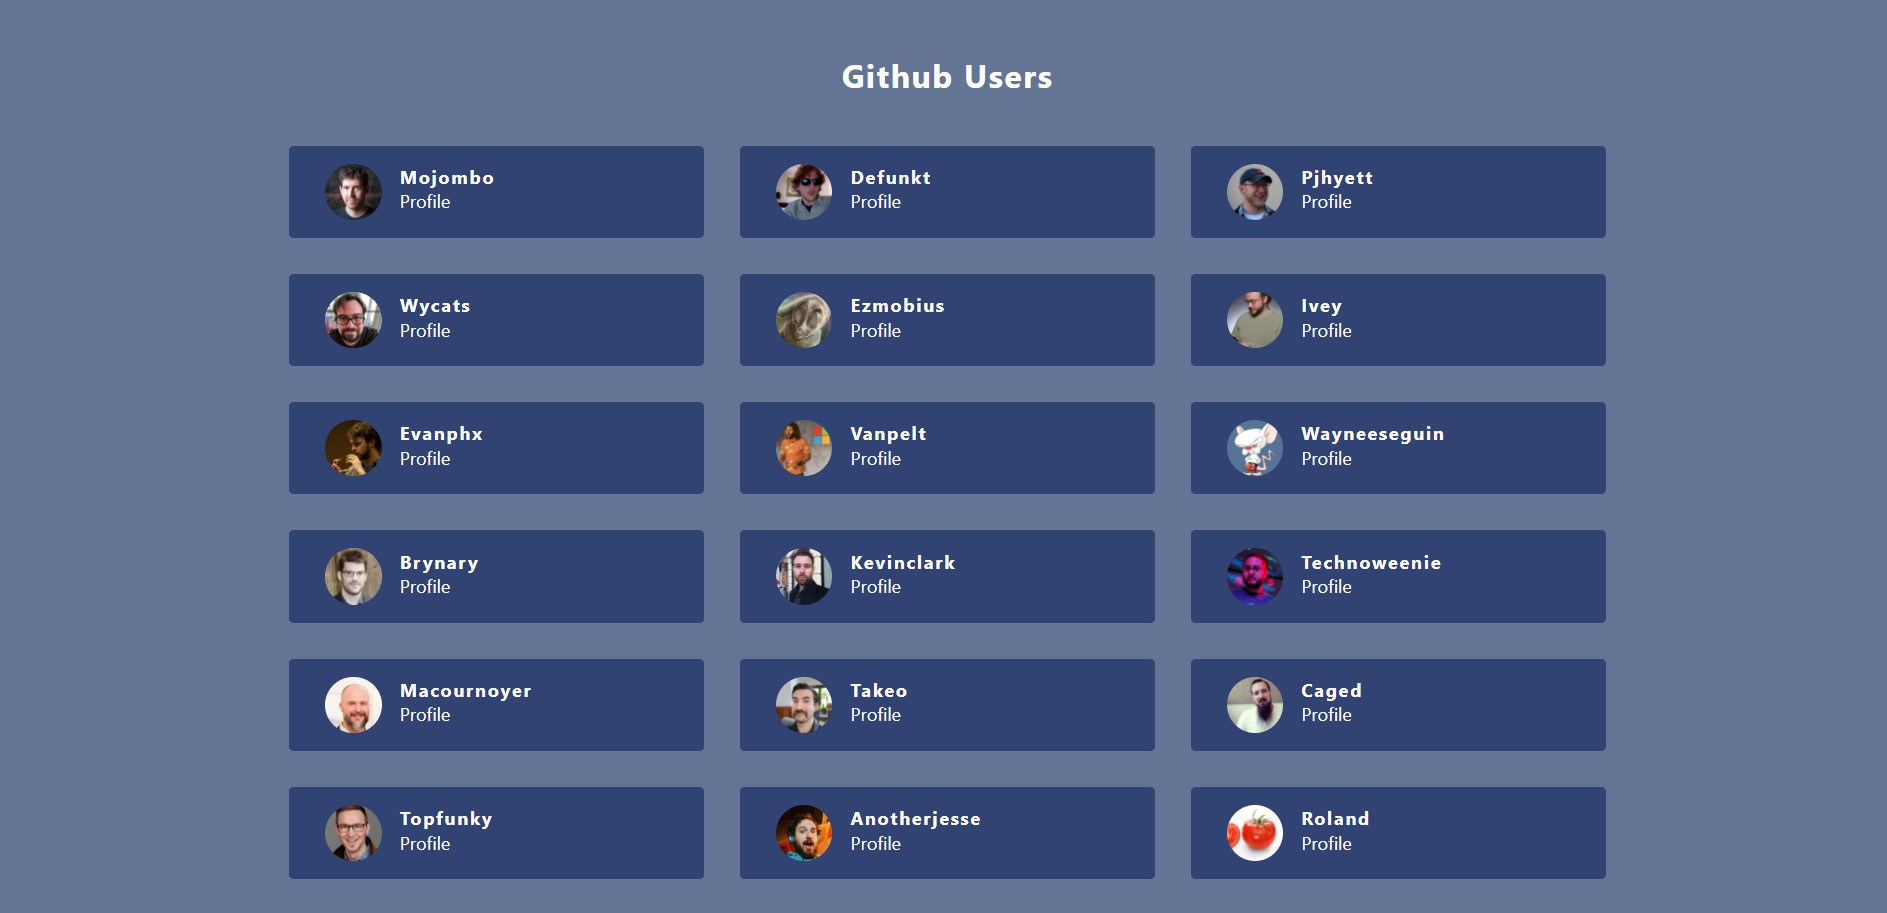 Github Users
Mojombo
Profile
Defunkt
Profile
Pjhyett
Profile
Wycats
Profile
Ezmobius
Profile
Ivey
Profile
Evanphx
Profile
Vanpelt
Profile
Wayneeseguin
Profile
Brynary
Profile
Kevinclark
Profile
Technoweenie
Profile
Macournoyer
Profile
Takeo
Profile
Caged
Profile
Topfunky
Profile
Anotherjesse
Profile
Roland
Profile